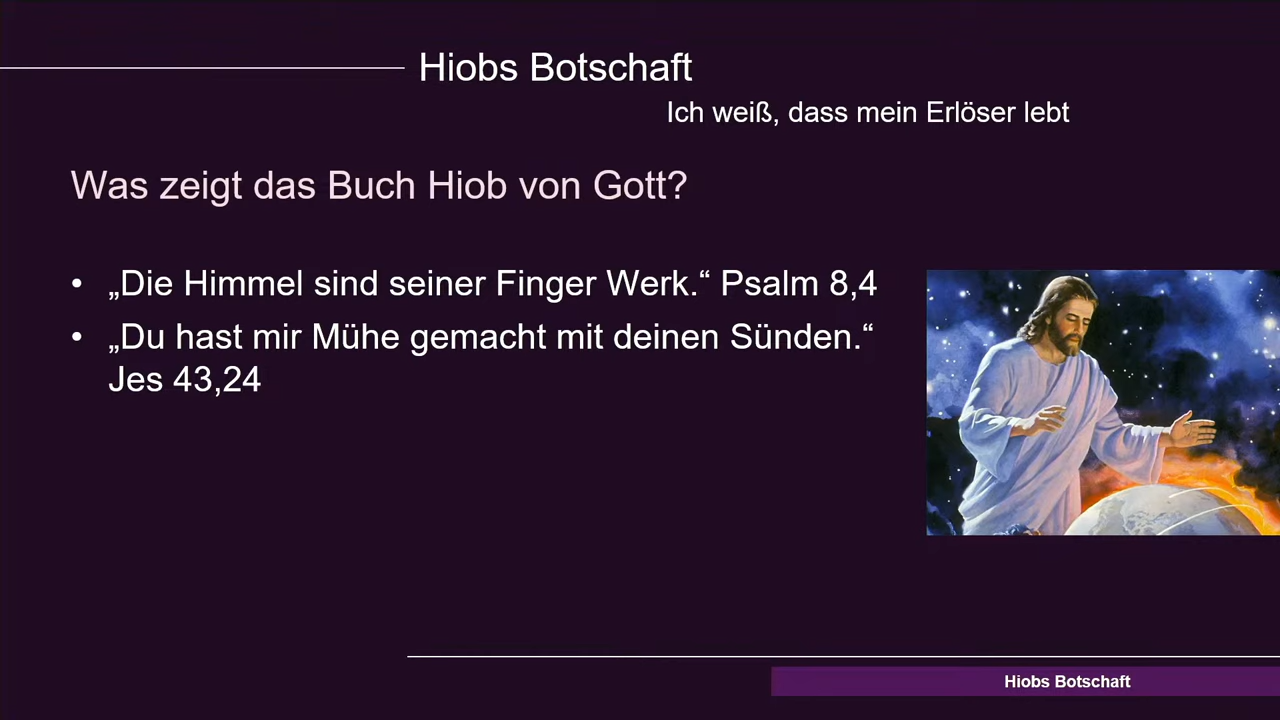 Hiobs Botschaft
Ich weiß, dass mein Erlöser lebt
Was zeigt das Buch Hiob von Gott?
• „Die Himmel sind seiner Finger Werk.“ Psalm 8,4
• „Du hast mir Mühe gemacht mit deinen Sünden.“
Jes 43,24
Hiobs Botschaft